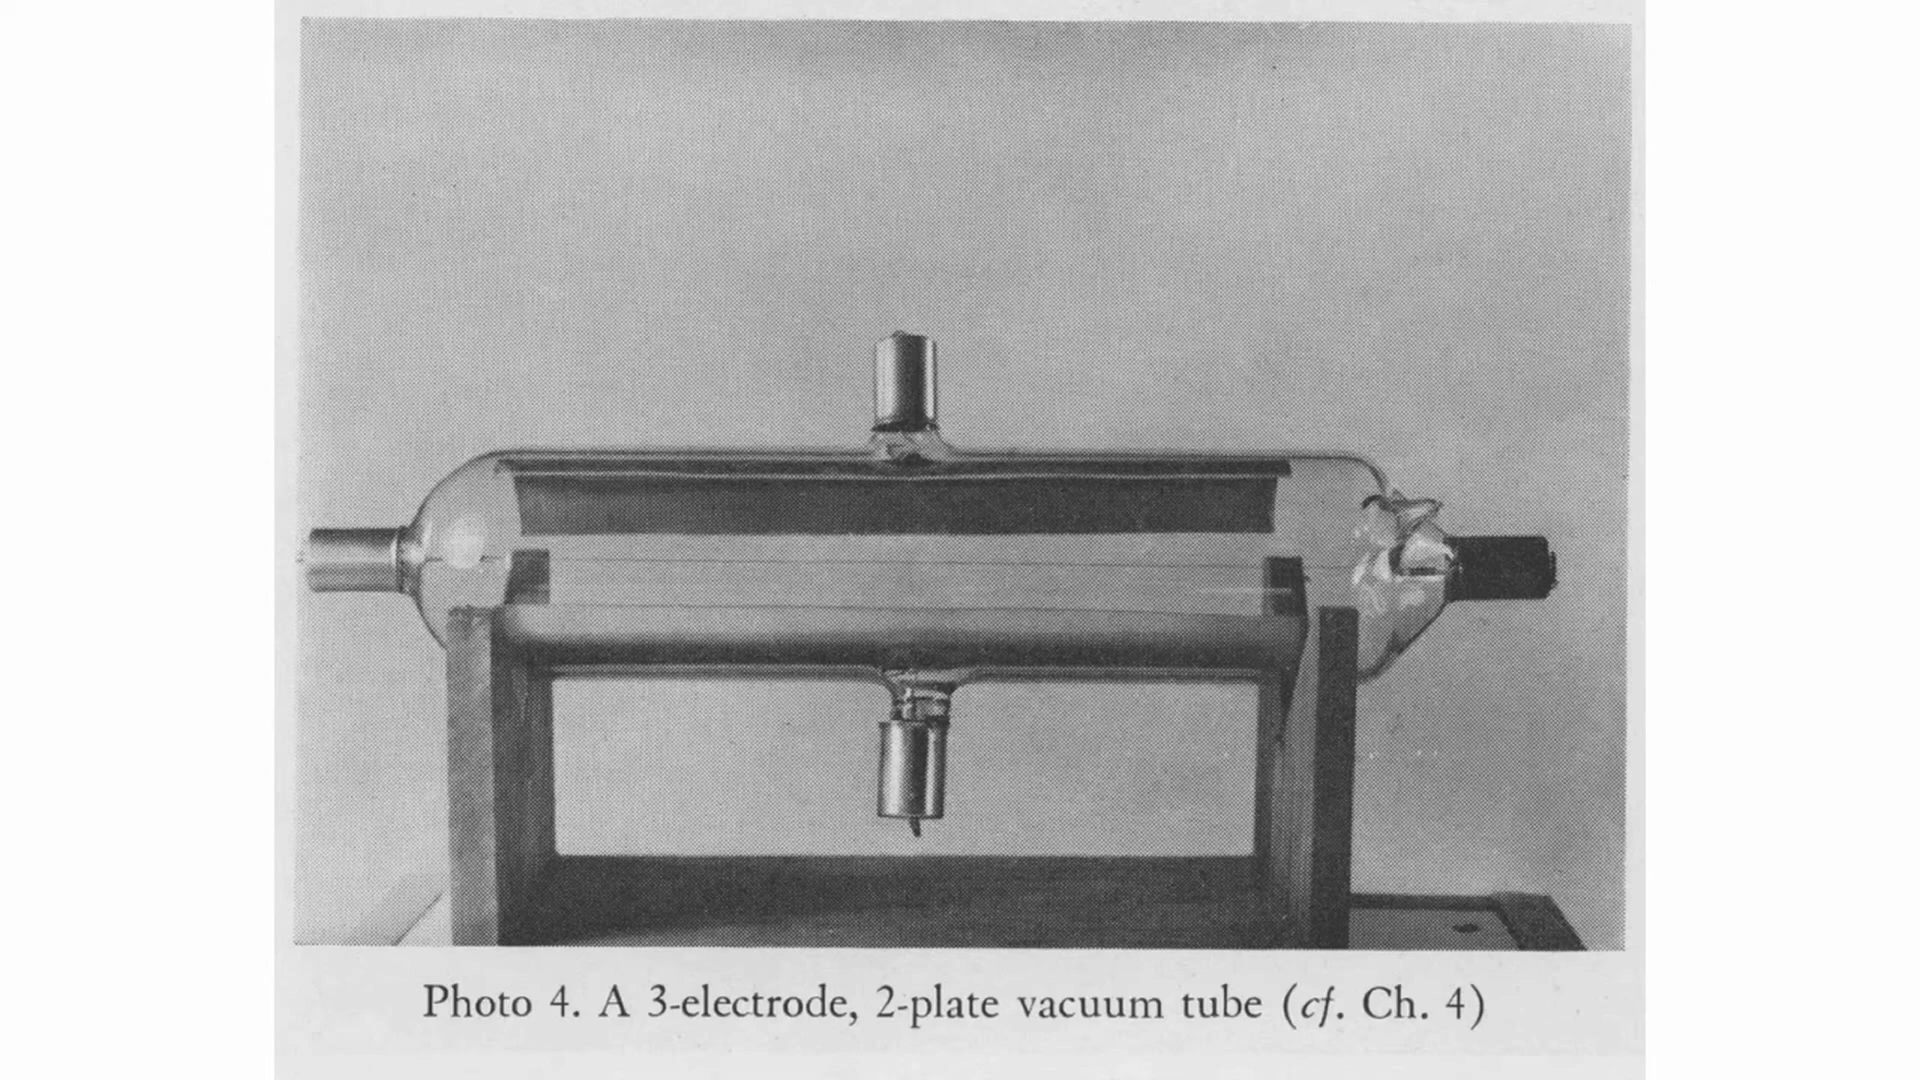 Photo 4. A 3-electrode, 2-plate vacuum tube (cf. Ch. 4)